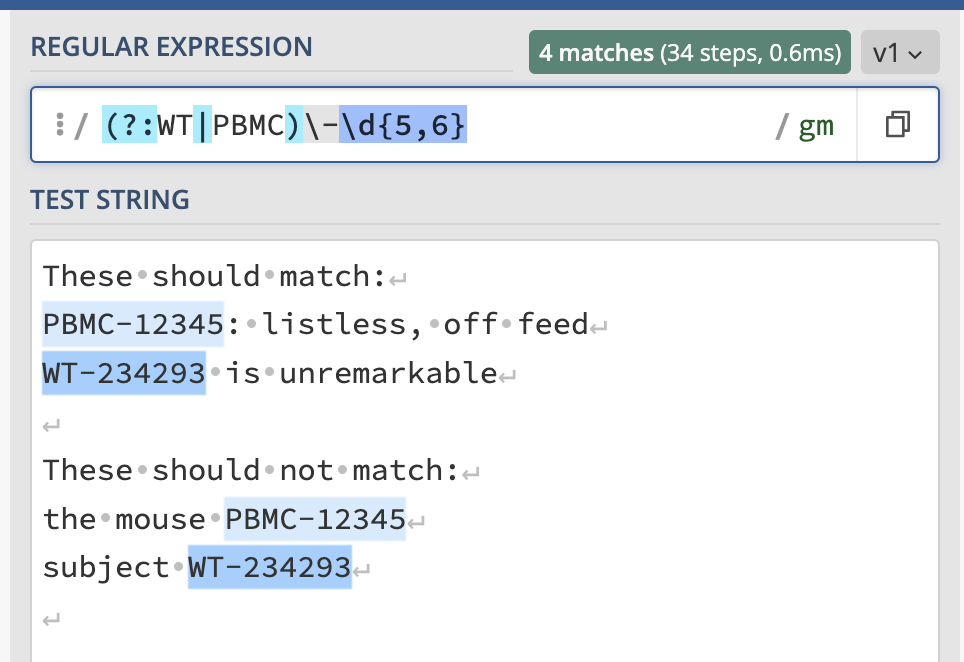 REGULAR EXPRESSION
4 matches (34 steps, 0.6ms)
v1
/ (?:WT|PBMC)\-\d{5,6} / gm
TEST STRING
These•should•match:↵
PBMC-12345:•listless,•off•feed↵
WT-234293•is•unremarkable↵
↵
These•should•not•match:↵
the•mouse•PBMC-12345↵
subject•WT-234293↵
↵